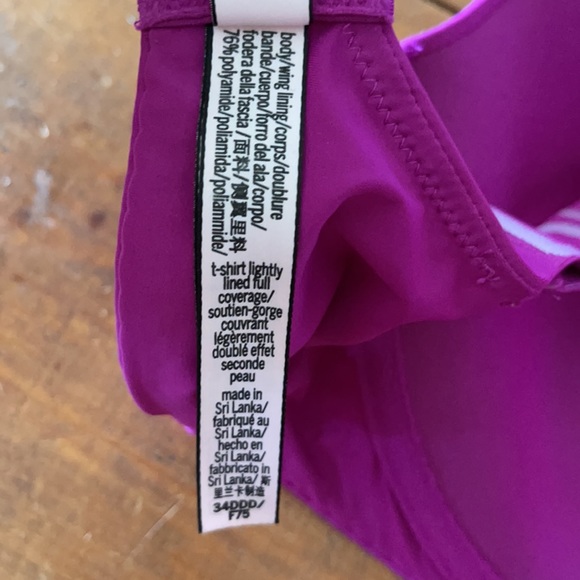 body/wing lining/corps/doublure
bande/cuerpo/forro del ala/corpo/
fodera della fascia/面料/侧翼里料
76%polyamide/poliamida/poliammide/
t-shirt lightly
lined full
coverage/
soutien-gorge
couvrant
légèrement
doublé effet
seconde
peau
made in
Sri Lanka/
fabriqué au
Sri Lanka/
hecho en
Sri Lanka/
fabbricato in
Sri Lanka/ 斯
里兰卡制造
34DDD/
F75